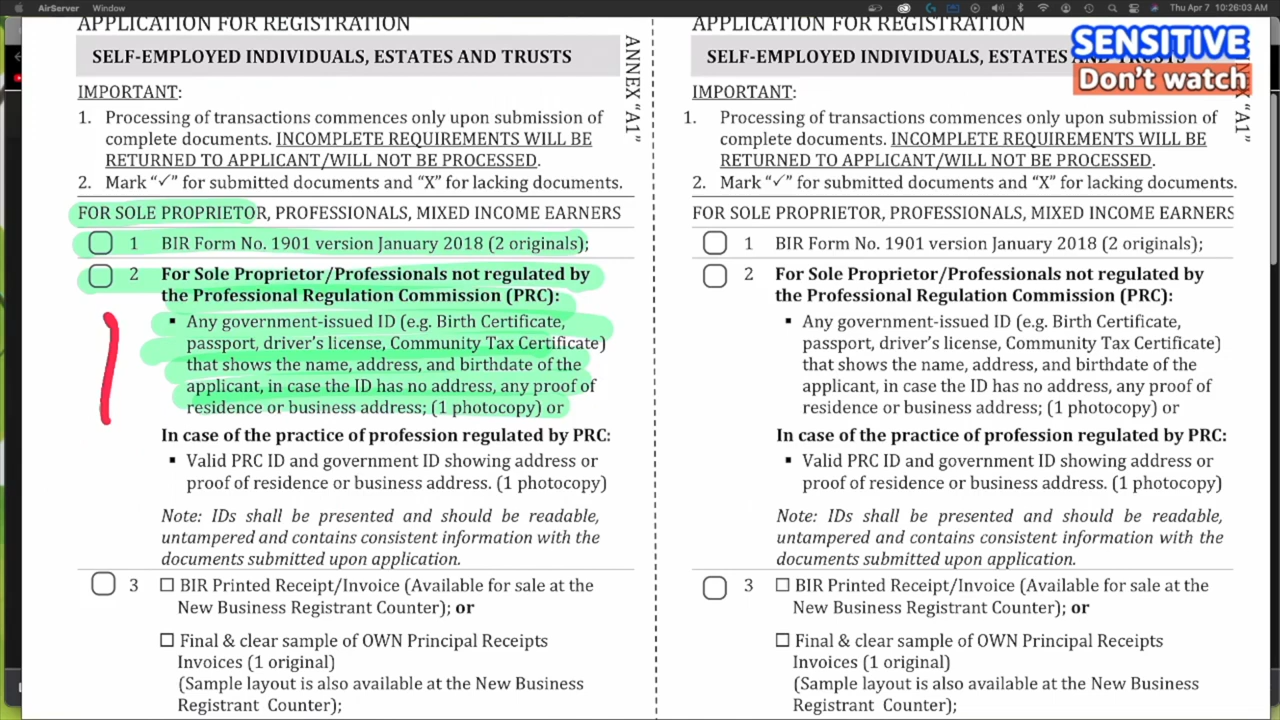 AirServer Window
Thu Apr 7 10:26:03 AM
APPLICATION FOR REGISTRATION
SELF-EMPLOYED INDIVIDUALS, ESTATES AND TRUSTS
ANNEX “A1”
IMPORTANT:
1. Processing of transactions commences only upon submission of
complete documents. INCOMPLETE REQUIREMENTS WILL BE
RETURNED TO APPLICANT/WILL NOT BE PROCESSED.
2. Mark “✓” for submitted documents and “X” for lacking documents.
FOR SOLE PROPRIETOR, PROFESSIONALS, MIXED INCOME EARNERS
1 BIR Form No. 1901 version January 2018 (2 originals);
2 For Sole Proprietor/Professionals not regulated by
the Professional Regulation Commission (PRC):
▪ Any government-issued ID (e.g. Birth Certificate,
passport, driver’s license, Community Tax Certificate)
that shows the name, address, and birthdate of the
applicant, in case the ID has no address, any proof of
residence or business address; (1 photocopy) or
In case of the practice of profession regulated by PRC:
▪ Valid PRC ID and government ID showing address or
proof of residence or business address. (1 photocopy)
Note: IDs shall be presented and should be readable,
untampered and contains consistent information with the
documents submitted upon application.
3 ☐ BIR Printed Receipt/Invoice (Available for sale at the
New Business Registrant Counter); or
☐ Final & clear sample of OWN Principal Receipts
Invoices (1 original)
(Sample layout is also available at the New Business
Registrant Counter);
APPLICATION FOR REGISTRATION
SELF-EMPLOYED INDIVIDUALS, ESTATES AND TRUSTS
SENSITIVE
Don't watch
ANNEX “A1”
IMPORTANT:
1. Processing of transactions commences only upon submission of
complete documents. INCOMPLETE REQUIREMENTS WILL BE
RETURNED TO APPLICANT/WILL NOT BE PROCESSED.
2. Mark “✓” for submitted documents and “X” for lacking documents.
FOR SOLE PROPRIETOR, PROFESSIONALS, MIXED INCOME EARNERS
1 BIR Form No. 1901 version January 2018 (2 originals);
2 For Sole Proprietor/Professionals not regulated by
the Professional Regulation Commission (PRC):
▪ Any government-issued ID (e.g. Birth Certificate,
passport, driver’s license, Community Tax Certificate)
that shows the name, address, and birthdate of the
applicant, in case the ID has no address, any proof of
residence or business address; (1 photocopy) or
In case of the practice of profession regulated by PRC:
▪ Valid PRC ID and government ID showing address or
proof of residence or business address. (1 photocopy)
Note: IDs shall be presented and should be readable,
untampered and contains consistent information with the
documents submitted upon application.
3 ☐ BIR Printed Receipt/Invoice (Available for sale at the
New Business Registrant Counter); or
☐ Final & clear sample of OWN Principal Receipts
Invoices (1 original)
(Sample layout is also available at the New Business
Registrant Counter);